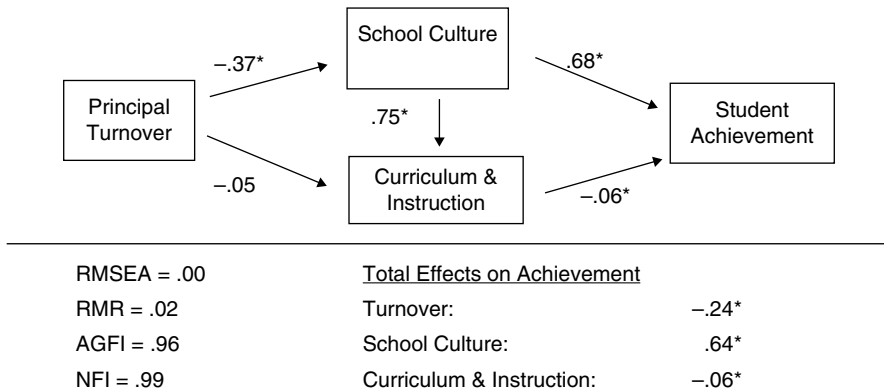 School Culture
–.37*
.68*
Principal
Turnover
.75*
Student
Achievement
–.05
Curriculum &
Instruction
–.06*
RMSEA = .00
Total Effects on Achievement
RMR = .02
Turnover: –.24*
AGFI = .96
School Culture: .64*
NFI = .99
Curriculum & Instruction: –.06*